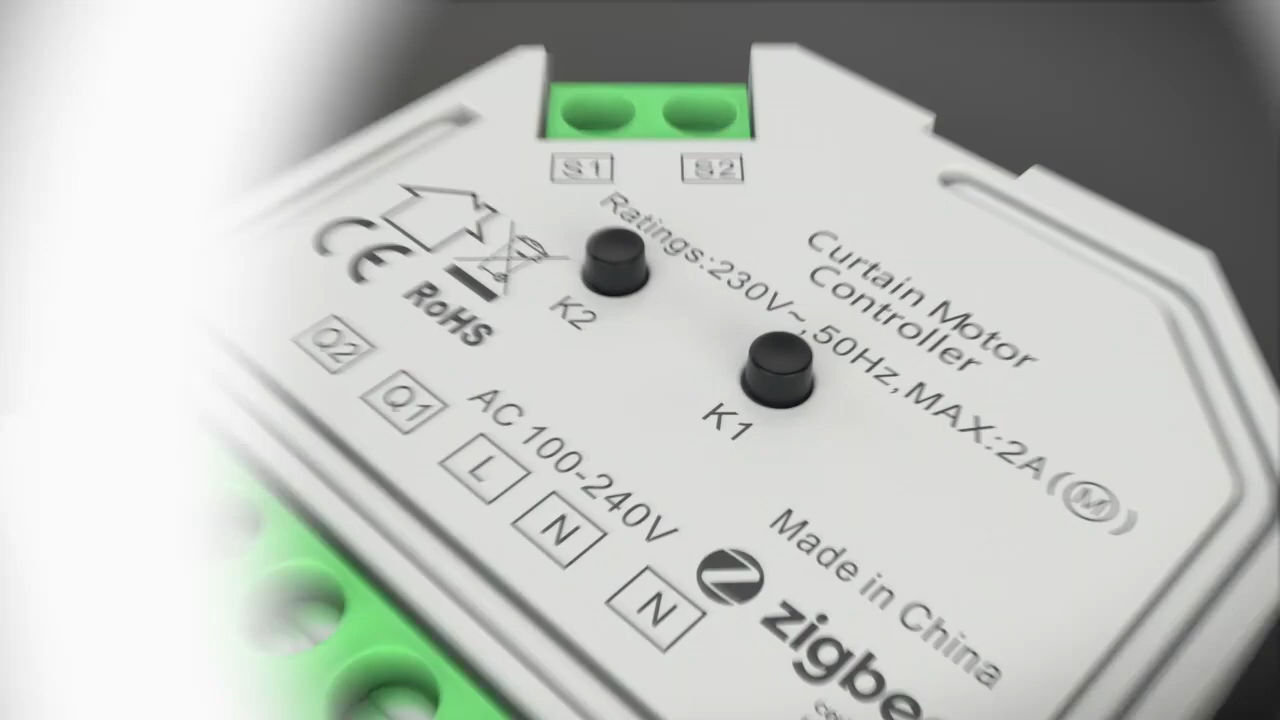 S1 S2
Curtain Motor
Controller
Ratings:230V~,50Hz,MAX:2A(M)
CE
RoHS
K2
K1
Q2 Q1 L N N
AC 100-240V
Made in China
zigbe